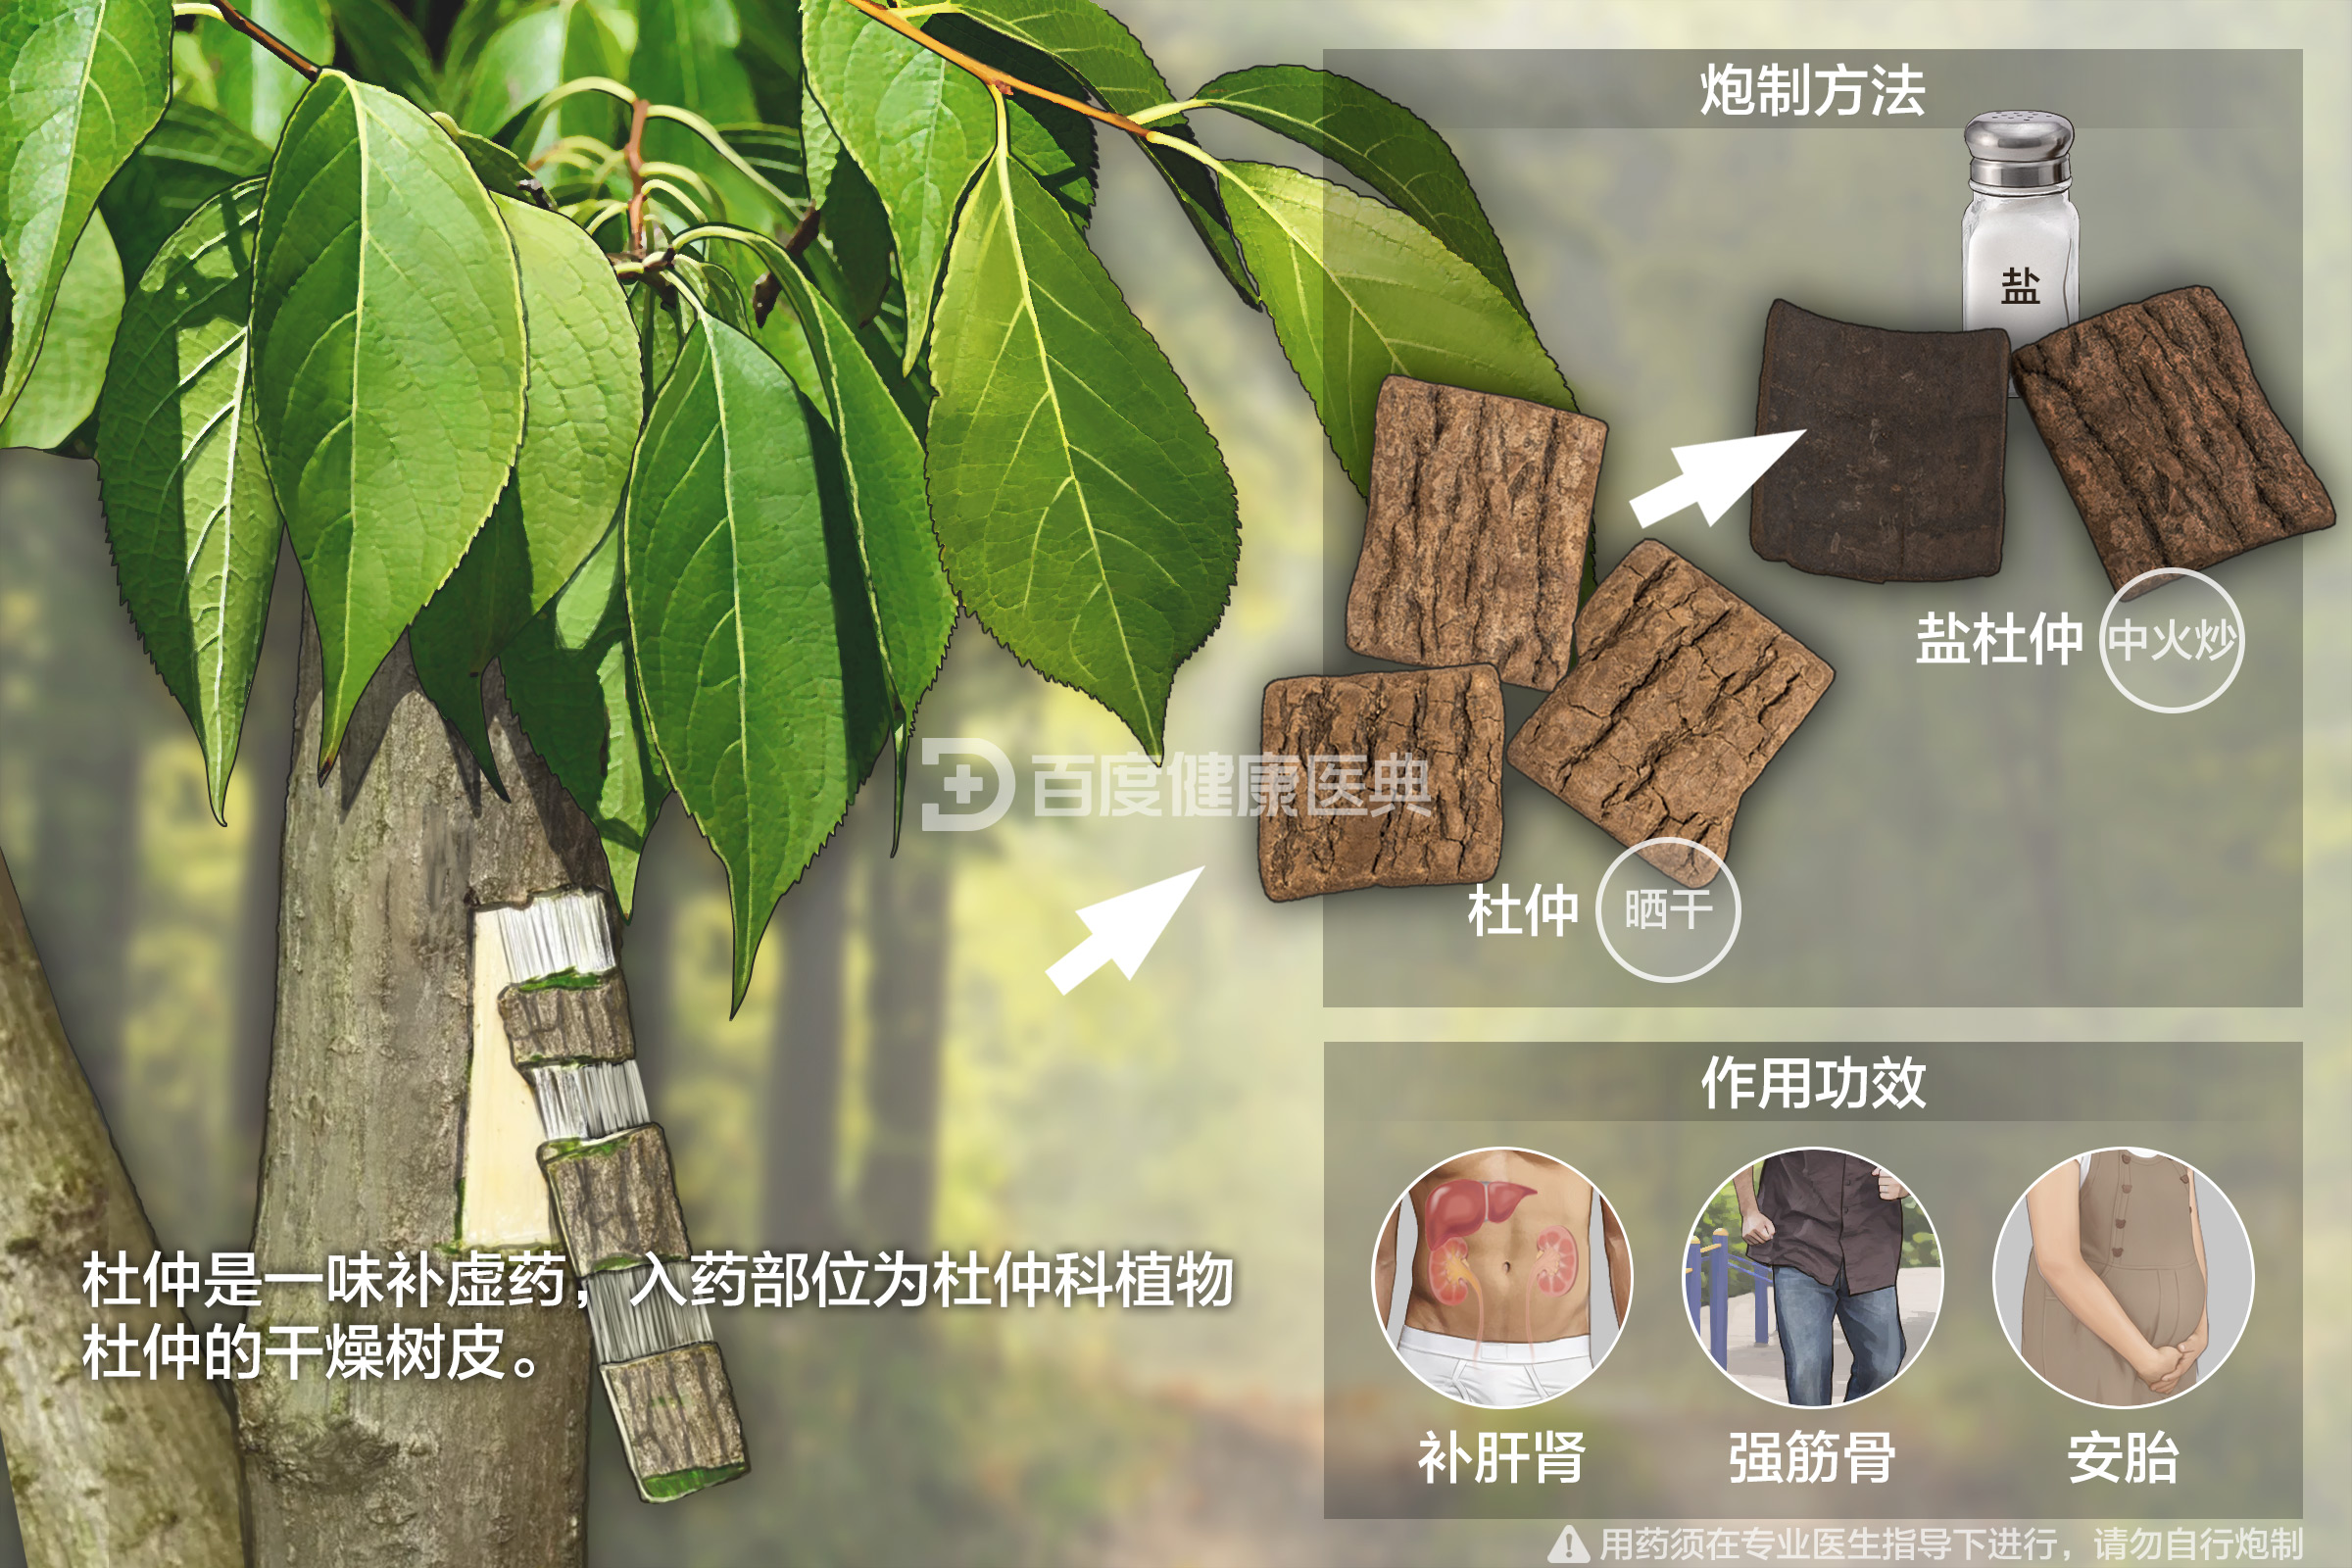 炮制方法
盐
盐杜仲 中火炒
百度健康医典
杜仲 晒干
杜仲是一味补虚药，入药部位为杜仲科植物
杜仲的干燥树皮。
作用功效
补肝肾 强筋骨 安胎
用药须在专业医生指导下进行，请勿自行炮制